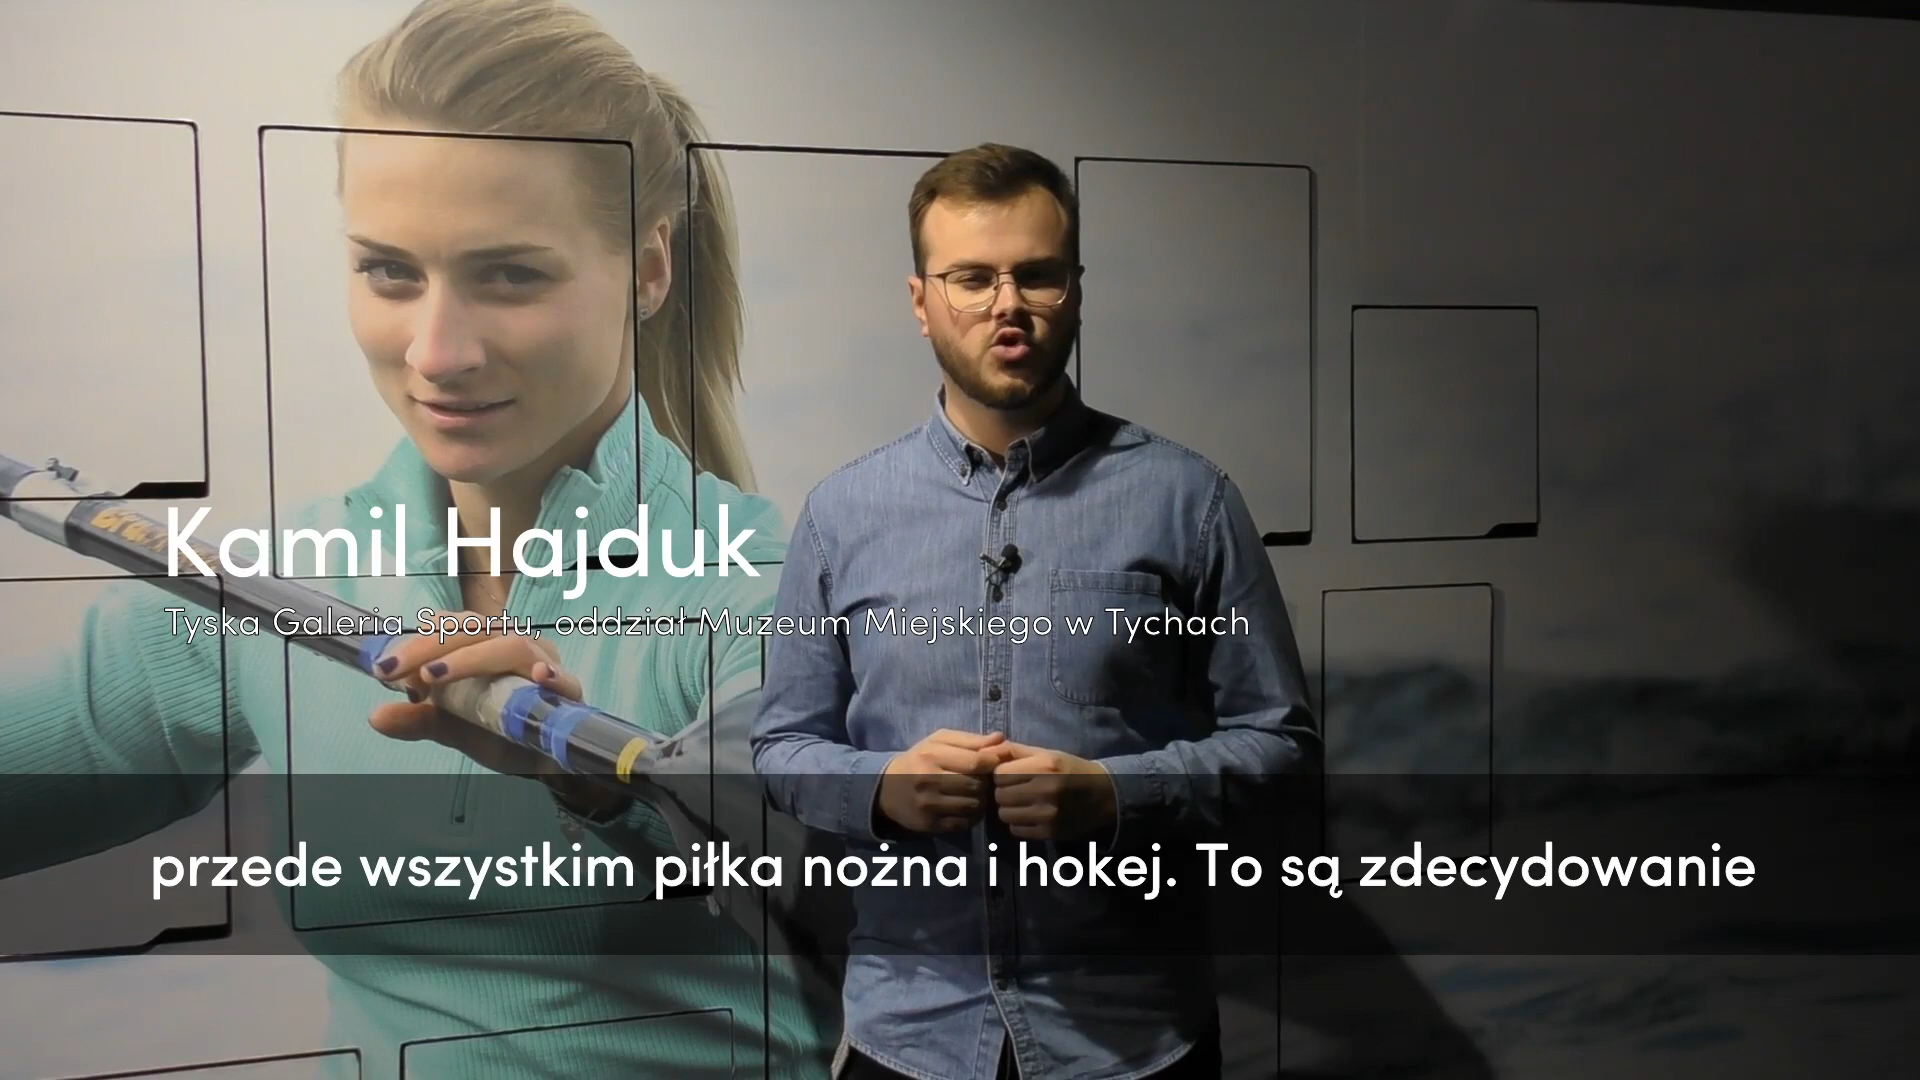 Kamil Hajduk
Tyska Galeria Sportu, oddział Muzeum Miejskiego w Tychach
przede wszystkim piłka nożna i hokej. To są zdecydowanie